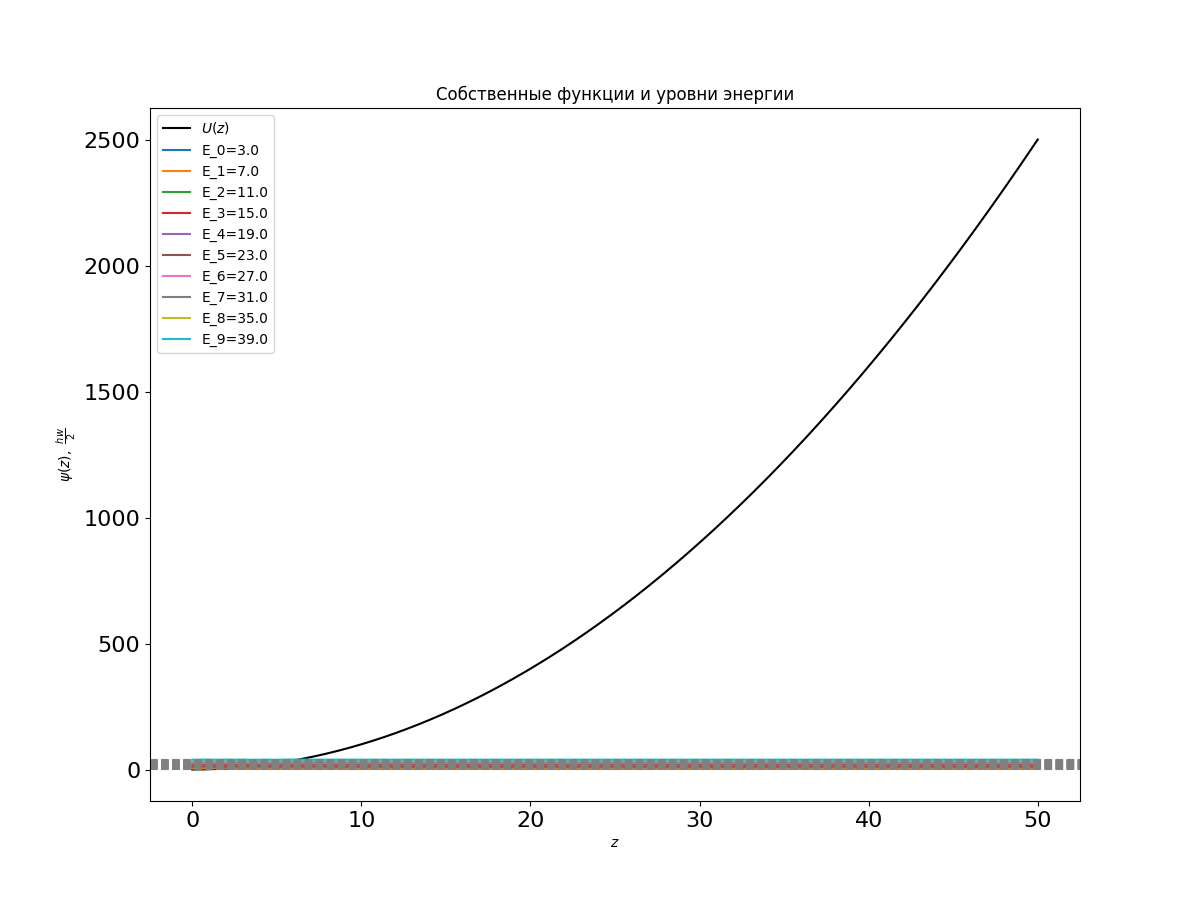 Собственные функции и уровни энергии
U(z)
E_0=3.0
E_1=7.0
E_2=11.0
E_3=15.0
E_4=19.0
E_5=23.0
E_6=27.0
E_7=31.0
E_8=35.0
E_9=39.0
2500
2000
1500
1000
500
0
ψ(z), hw/2
0 10 20 30 40 50
z